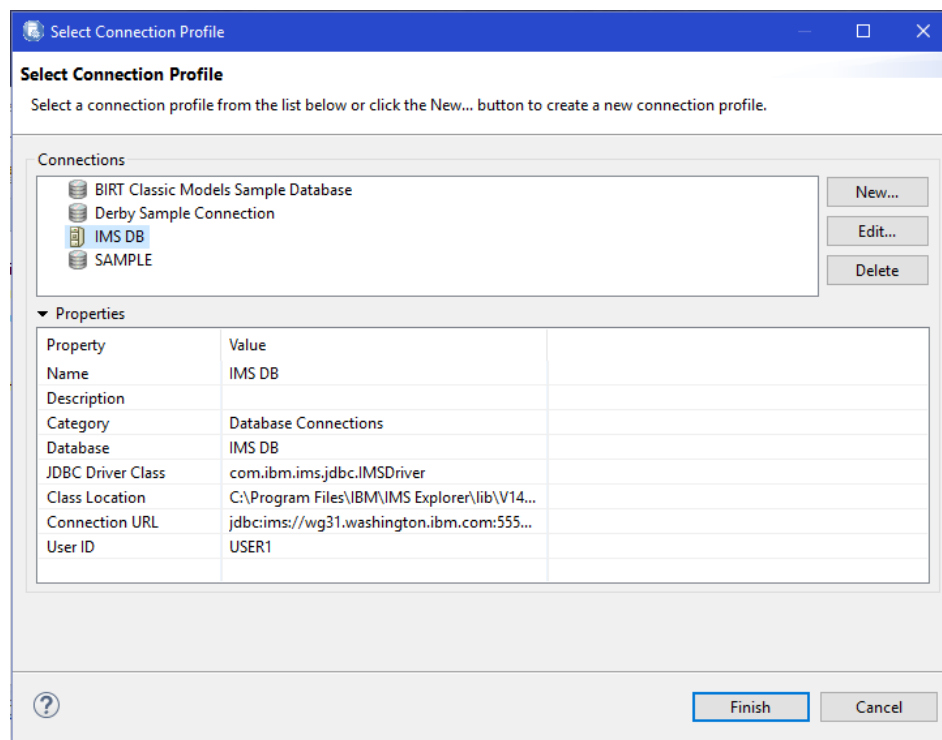 Select Connection Profile
Select Connection Profile
Select a connection profile from the list below or click the New... button to create a new connection profile.
Connections
BIRT Classic Models Sample Database
New...
Derby Sample Connection
IMS DB
Edit...
SAMPLE
Delete
Properties
Property Value
Name IMS DB
Description
Category Database Connections
Database IMS DB
JDBC Driver Class com.ibm.ims.jdbc.IMSDriver
Class Location C:\Program Files\IBM\IMS Explorer\lib\V14...
Connection URL jdbc:ims://wg31.washington.ibm.com:555...
User ID USER1
?
Finish Cancel